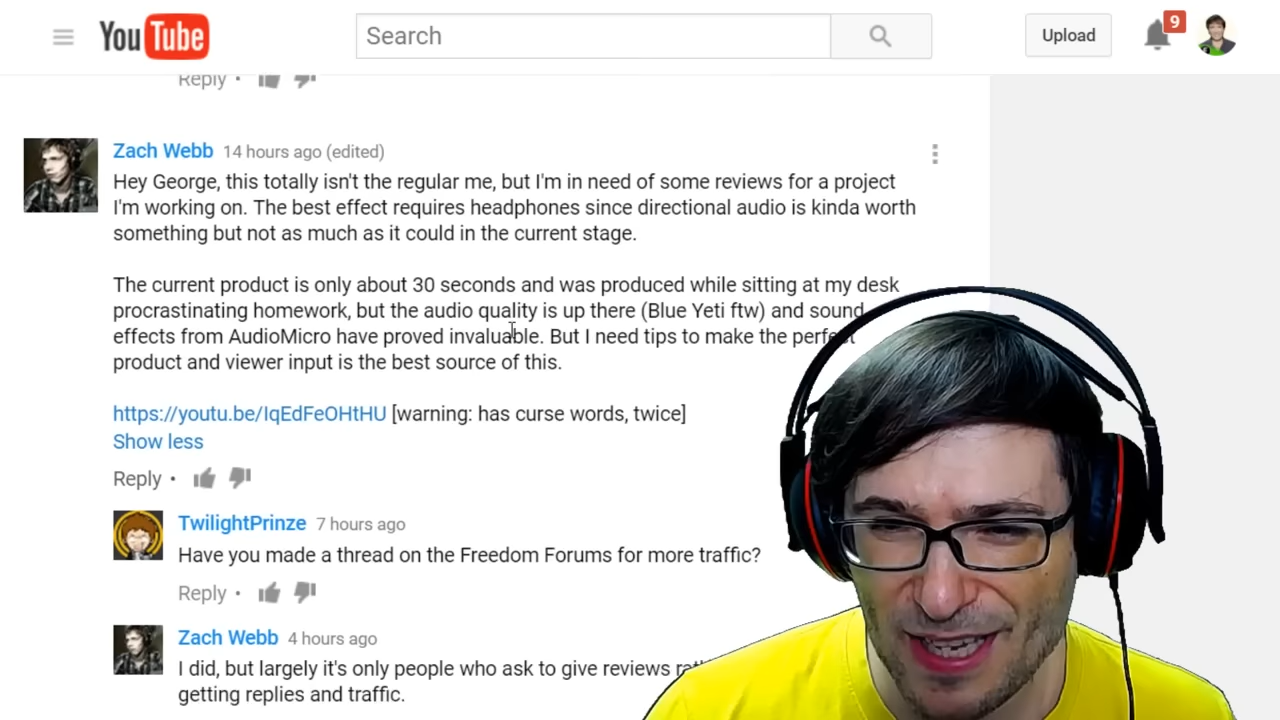 YouTube
Search
Upload
9
Reply •
Zach Webb 14 hours ago (edited)
Hey George, this totally isn't the regular me, but I'm in need of some reviews for a project
I'm working on. The best effect requires headphones since directional audio is kinda worth
something but not as much as it could in the current stage.
The current product is only about 30 seconds and was produced while sitting at my desk
procrastinating homework, but the audio quality is up there (Blue Yeti ftw) and sound
effects from AudioMicro have proved invaluable. But I need tips to make the perfect
product and viewer input is the best source of this.
https://youtu.be/IqEdFeOHtHU [warning: has curse words, twice]
Show less
Reply •
TwilightPrinze 7 hours ago
Have you made a thread on the Freedom Forums for more traffic?
Reply •
Zach Webb 4 hours ago
I did, but largely it's only people who ask to give reviews
getting replies and traffic.